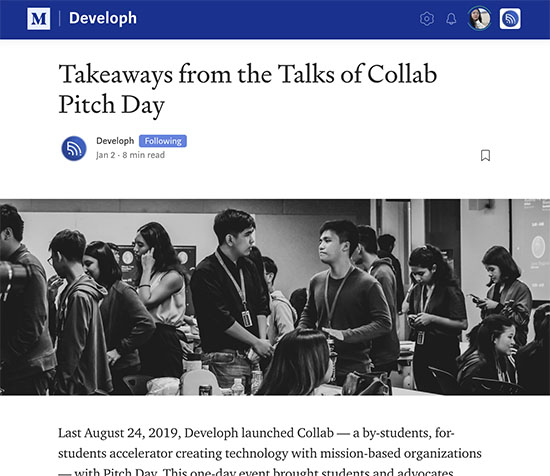 M
Developh
Takeaways from the Talks of Collab
Pitch Day
Developh Following
Jan 2 · 8 min read
Last August 24, 2019, Developh launched Collab — a by-students, for-
students accelerator creating technology with mission-based organizations
— with Pitch Day. This one-day event brought students and advocates